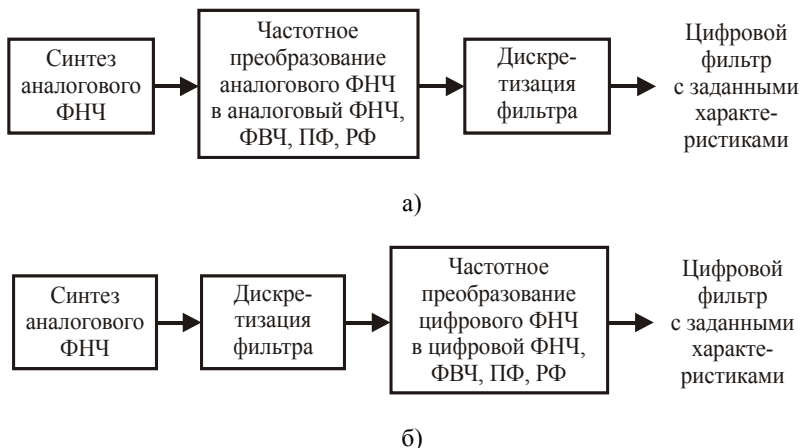 Синтез
аналогового
ФНЧ
Частотное
преобразование
аналогового ФНЧ
в аналоговый ФНЧ,
ФВЧ, ПФ, РФ
Дискре-
тизация
фильтра
Цифровой
фильтр
с заданными
характе-
ристиками
а)
Синтез
аналогового
ФНЧ
Дискре-
тизация
фильтра
Частотное
преобразование
цифрового ФНЧ
в цифровой ФНЧ,
ФВЧ, ПФ, РФ
Цифровой
фильтр
с заданными
характе-
ристиками
б)